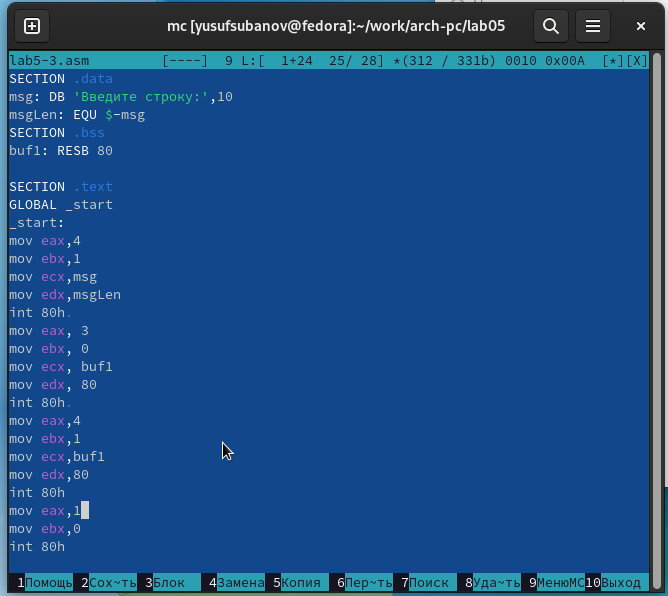 mc [yusufsubanov@fedora]:~/work/arch-pc/lab05
lab5-3.asm [----] 9 L:[ 1+24 25/ 28] *(312 / 331b) 0010 0x00A [*][X]
SECTION .data
msg: DB 'Введите строку:',10
msgLen: EQU $-msg
SECTION .bss
buf1: RESB 80
SECTION .text
GLOBAL _start
_start:
mov eax,4
mov ebx,1
mov ecx,msg
mov edx,msgLen
int 80h.
mov eax, 3
mov ebx, 0
mov ecx, buf1
mov edx, 80
int 80h.
mov eax,4
mov ebx,1
mov ecx,buf1
mov edx,80
int 80h
mov eax,1
mov ebx,0
int 80h
1Помощь 2Сох~ть 3Блок 4Замена 5Копия 6Пер~ть 7Поиск 8Уда~ть 9МенюМС10Выход